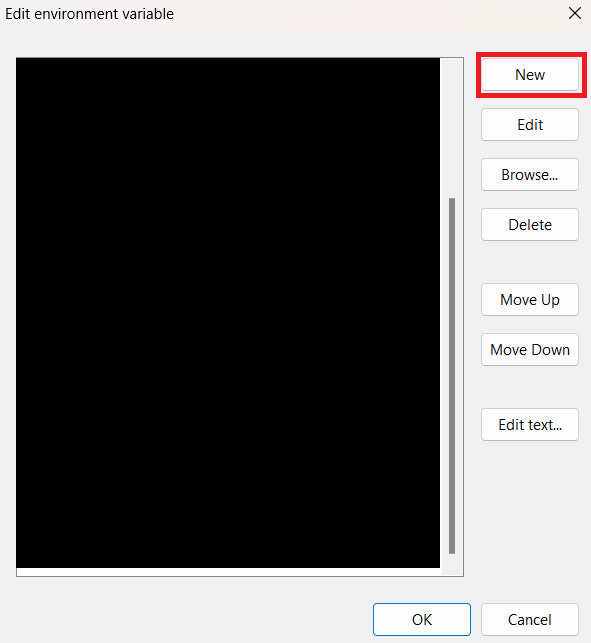 Edit environment variable
New
Edit
Browse...
Delete
Move Up
Move Down
Edit text...
OK
Cancel